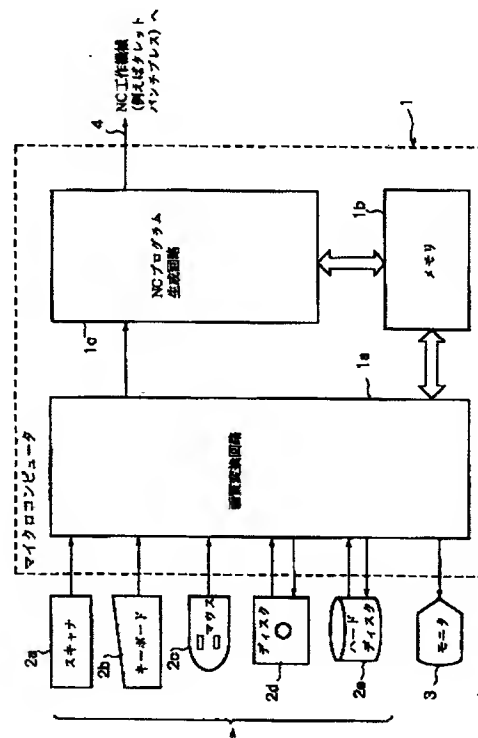 マイクロコンピュータ
2a
スキャナ
2b
キーボード
2c
マウス
ディスク
2d
ハード
ディスク
2e
モニタ
3
画質変換回路
1a
1c
NCプログラム
生成回路
メモリ
1b
1
4
NC工作機械
(例えばタレット
パンチプレス)へ